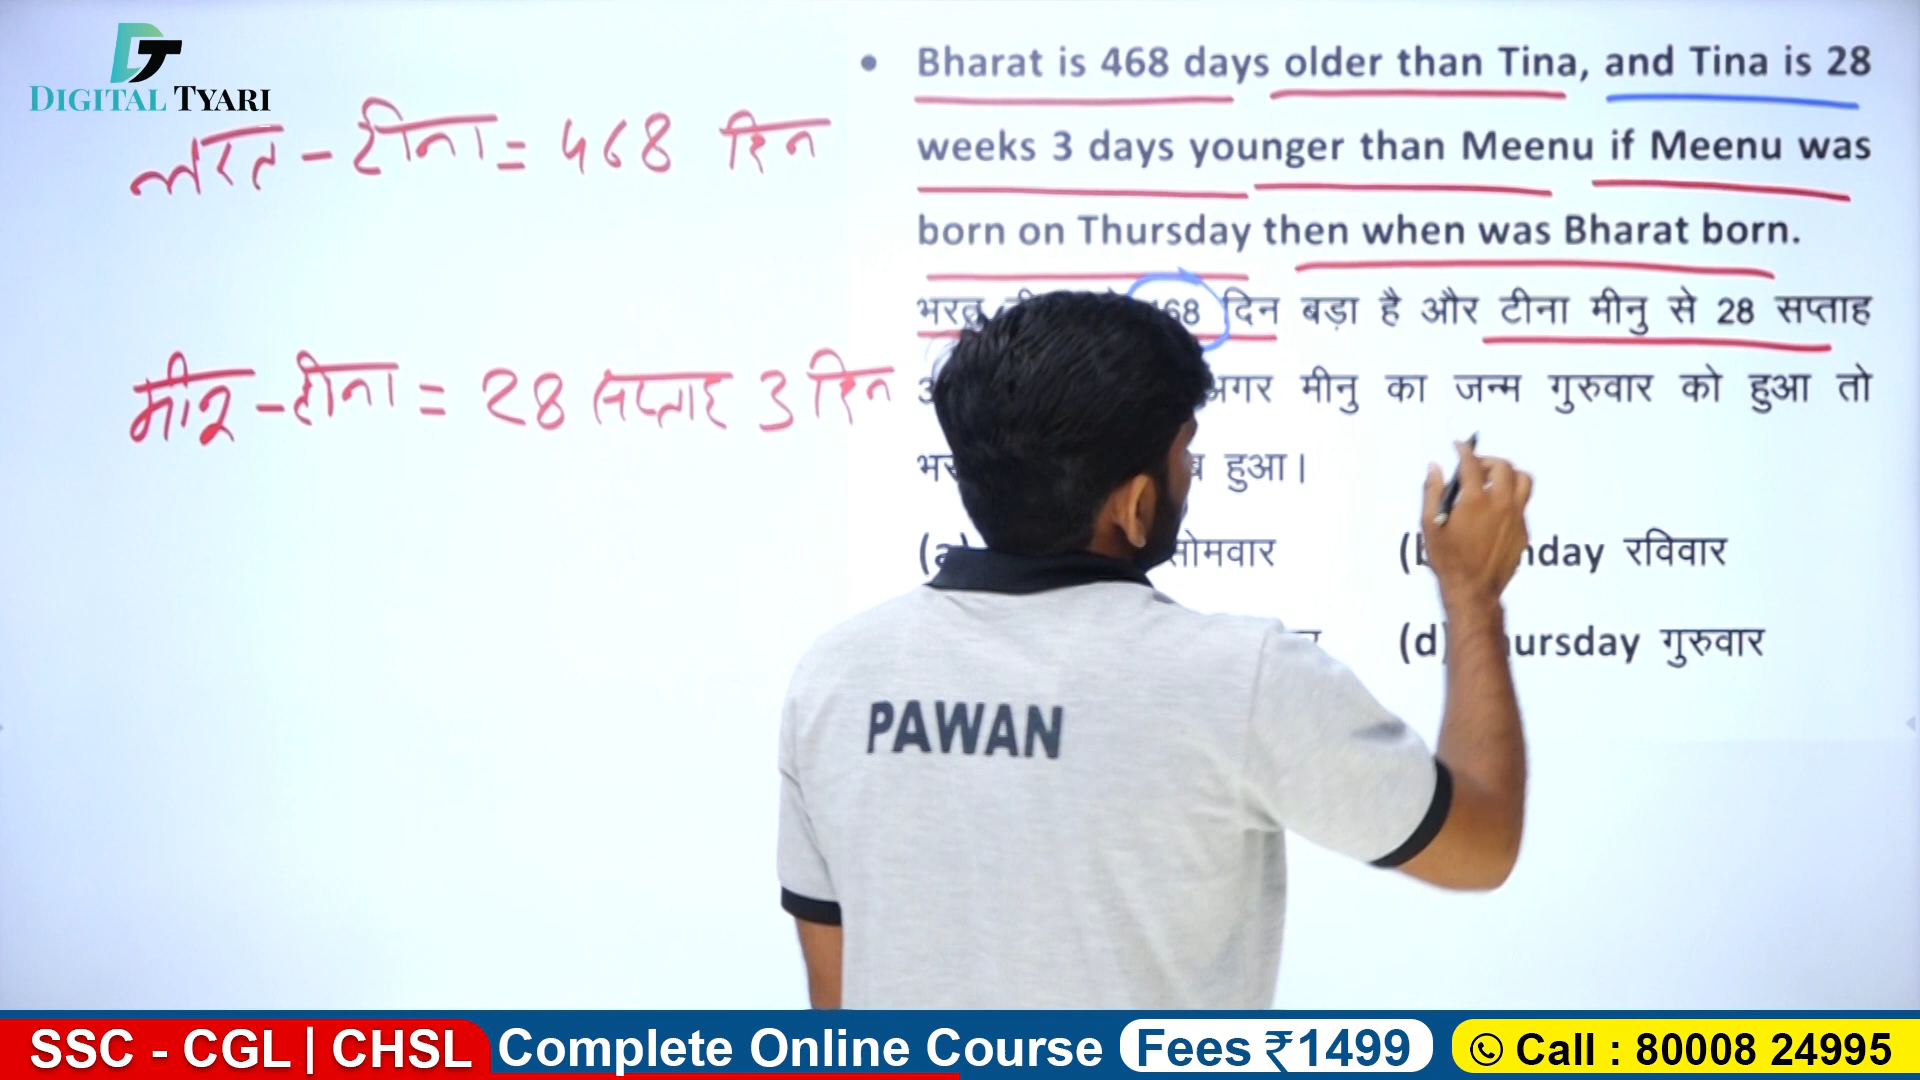 DIGITAL TYARI
भरत - टीना = 468 दिन
मीनू - टीना = 28 सप्ताह 3 दिन
• Bharat is 468 days older than Tina, and Tina is 28
weeks 3 days younger than Meenu if Meenu was
born on Thursday then when was Bharat born.
दिन बड़ा है और टीना मीनु से 28 सप्ताह
अगर मीनु का जन्म गुरुवार को हुआ तो
हुआ।
सोमवार
रविवार
(d) गुरुवार
PAWAN
SSC - CGL | CHSL Complete Online Course Fees ₹1499 Call : 80008 24995